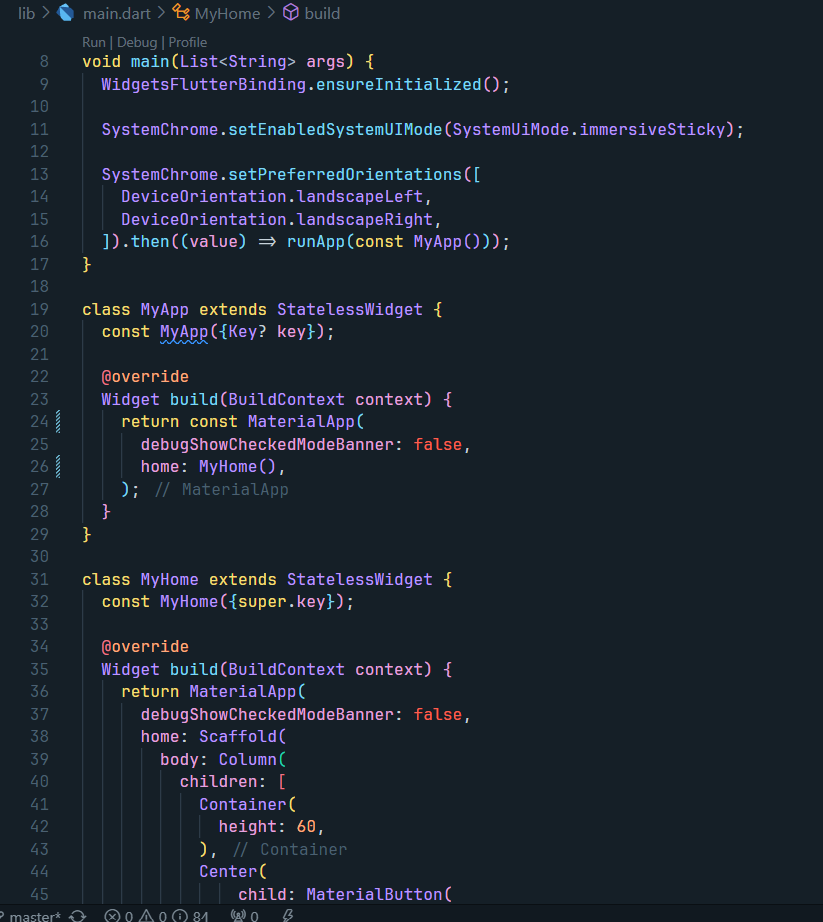 lib > main.dart > MyHome > build
Run | Debug | Profile
8 void main(List<String> args) {
9   WidgetsFlutterBinding.ensureInitialized();
10
11   SystemChrome.setEnabledSystemUIMode(SystemUiMode.immersiveSticky);
12
13   SystemChrome.setPreferredOrientations([
14     DeviceOrientation.landscapeLeft,
15     DeviceOrientation.landscapeRight,
16   ]).then((value) => runApp(const MyApp()));
17 }
18
19 class MyApp extends StatelessWidget {
20   const MyApp({Key? key});
21
22   @override
23   Widget build(BuildContext context) {
24     return const MaterialApp(
25       debugShowCheckedModeBanner: false,
26       home: MyHome(),
27     ); // MaterialApp
28   }
29 }
30
31 class MyHome extends StatelessWidget {
32   const MyHome({super.key});
33
34   @override
35   Widget build(BuildContext context) {
36     return MaterialApp(
37       debugShowCheckedModeBanner: false,
38       home: Scaffold(
39         body: Column(
40           children: [
41             Container(
42               height: 60,
43             ), // Container
44             Center(
45                 child: MaterialButton(
master* 0 0 84 0